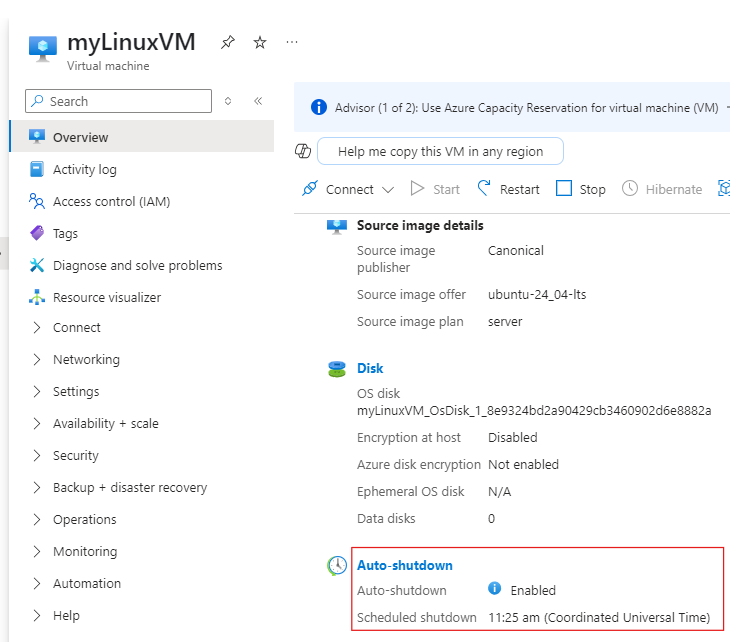 myLinuxVM
Virtual machine
Search
Overview
Activity log
Access control (IAM)
Tags
Diagnose and solve problems
Resource visualizer
Connect
Networking
Settings
Availability + scale
Security
Backup + disaster recovery
Operations
Monitoring
Automation
Help
Advisor (1 of 2): Use Azure Capacity Reservation for virtual machine (VM)
Help me copy this VM in any region
Connect Start Restart Stop Hibernate
Source image details
Source image publisher Canonical
Source image offer ubuntu-24_04-lts
Source image plan server
Disk
OS disk
myLinuxVM_OsDisk_1_8e9324bd2a90429cb3460902d6e8882a
Encryption at host Disabled
Azure disk encryption Not enabled
Ephemeral OS disk N/A
Data disks 0
Auto-shutdown
Auto-shutdown Enabled
Scheduled shutdown 11:25 am (Coordinated Universal Time)